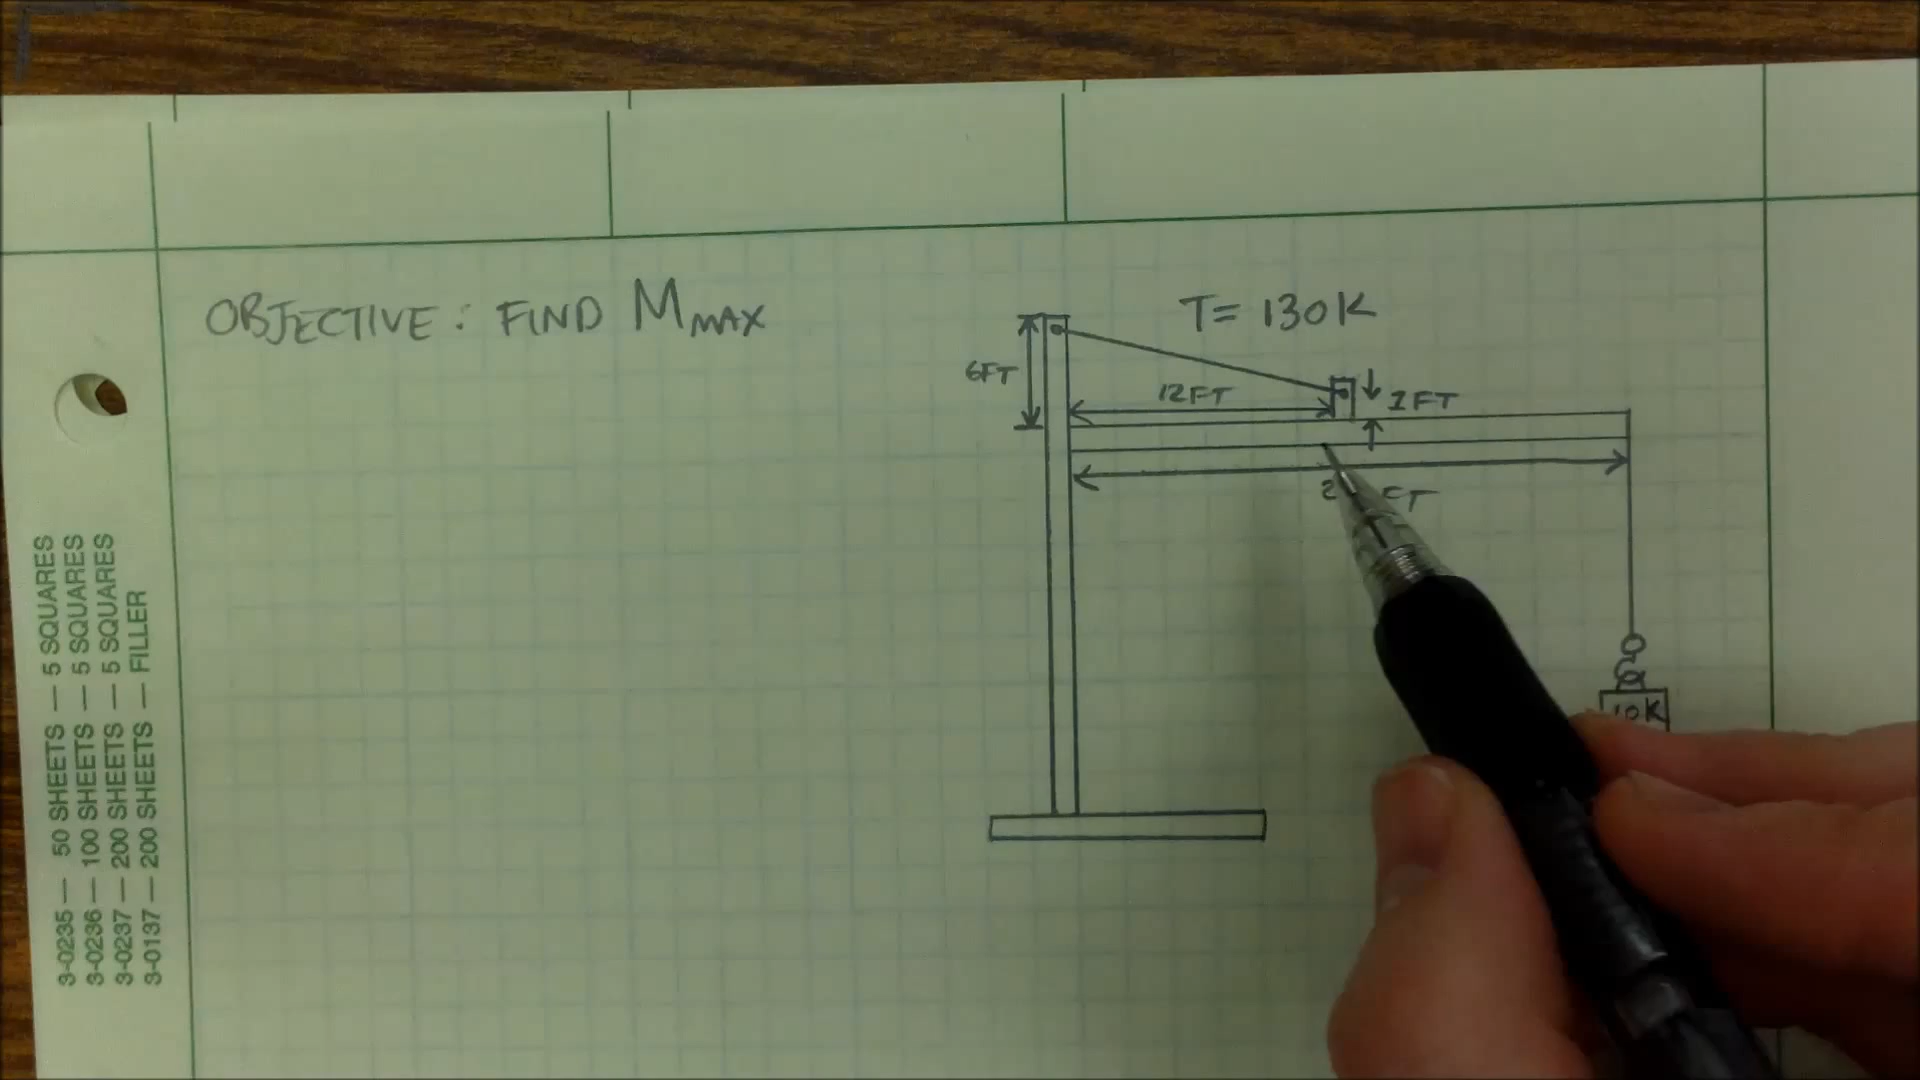 OBJECTIVE: FIND MMAX
T= 130K
6FT
12FT
1FT
FT
10K
3-0235 — 50 SHEETS — 5 SQUARES
3-0236 — 100 SHEETS — 5 SQUARES
3-0237 — 200 SHEETS — 5 SQUARES
3-0137 — 200 SHEETS — FILLER